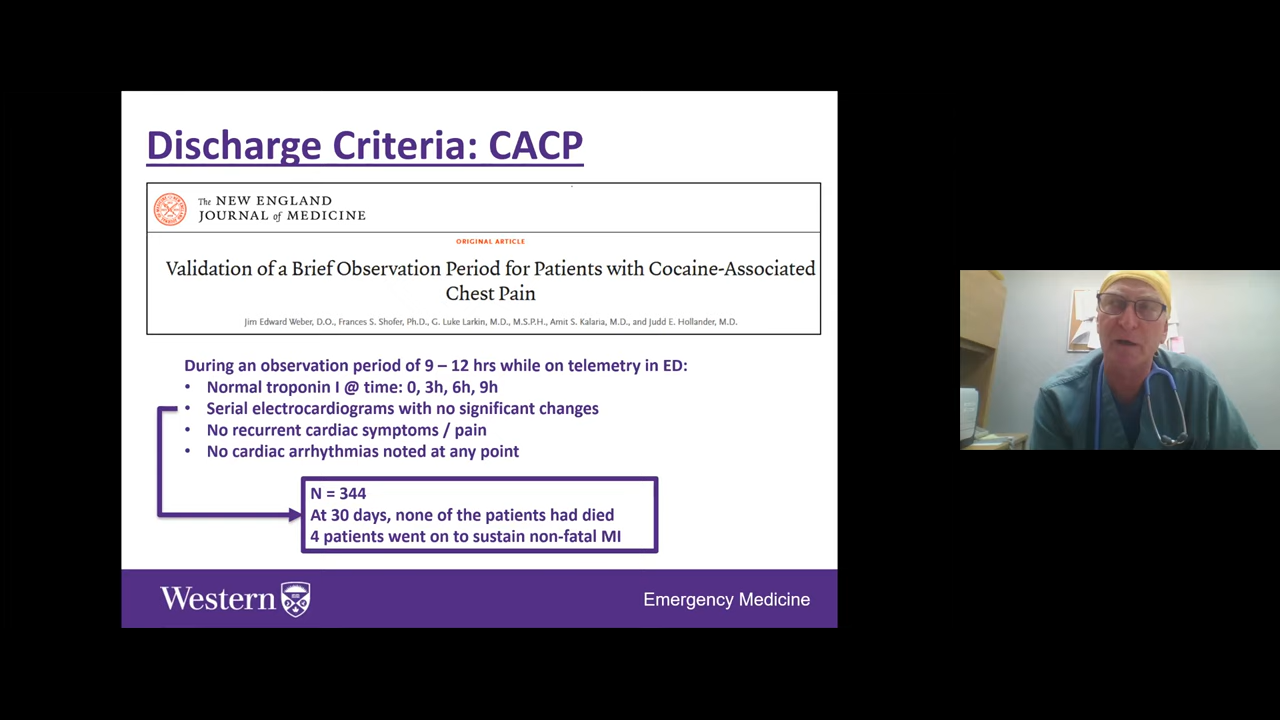 Discharge Criteria: CACP
The NEW ENGLAND
JOURNAL of MEDICINE
ORIGINAL ARTICLE
Validation of a Brief Observation Period for Patients with Cocaine-Associated
Chest Pain
Jim Edward Weber, D.O., Frances S. Shofer, Ph.D., G. Luke Larkin, M.D., M.S.P.H., Amit S. Kalaria, M.D., and Judd E. Hollander, M.D.
During an observation period of 9 – 12 hrs while on telemetry in ED:
• Normal troponin I @ time: 0, 3h, 6h, 9h
• Serial electrocardiograms with no significant changes
• No recurrent cardiac symptoms / pain
• No cardiac arrhythmias noted at any point
N = 344
At 30 days, none of the patients had died
4 patients went on to sustain non-fatal MI
Western
Emergency Medicine